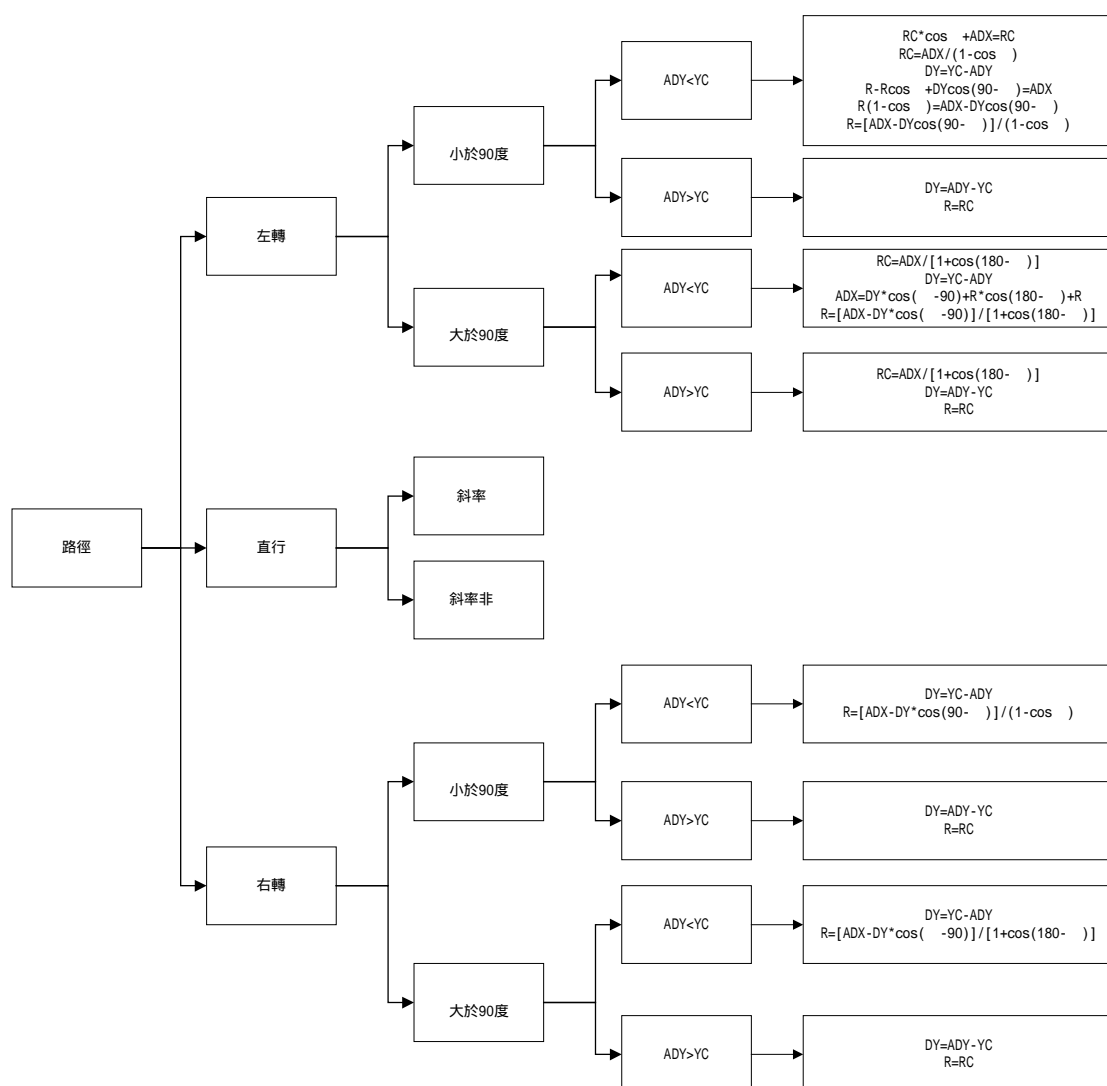 路徑
左轉
小於90度
ADY<YC
RC*cos +ADX=RC
RC=ADX/(1-cos )
DY=YC-ADY
R-Rcos +DYcos(90- )=ADX
R(1-cos )=ADX-DYcos(90- )
R=[ADX-DYcos(90- )]/(1-cos )
ADY>YC
DY=ADY-YC
R=RC
大於90度
ADY<YC
RC=ADX/[1+cos(180- )]
DY=YC-ADY
ADX=DY*cos( -90)+R*cos(180- )+R
R=[ADX-DY*cos( -90)]/[1+cos(180- )]
ADY>YC
RC=ADX/[1+cos(180- )]
DY=ADY-YC
R=RC
直行
斜率
斜率非
右轉
小於90度
ADY<YC
DY=YC-ADY
R=[ADX-DY*cos(90- )]/(1-cos )
ADY>YC
DY=ADY-YC
R=RC
大於90度
ADY<YC
DY=YC-ADY
R=[ADX-DY*cos( -90)]/[1+cos(180- )]
ADY>YC
DY=ADY-YC
R=RC